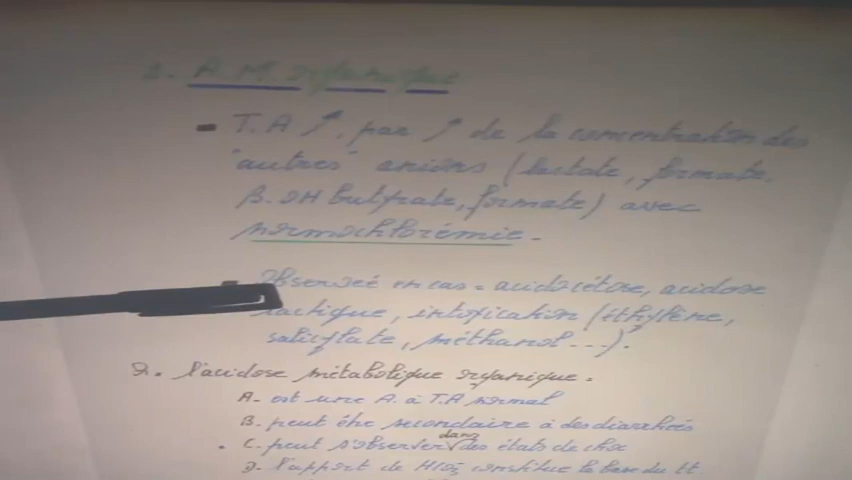 1. A.M. organique
- T.A ↗, par ↗ de la concentration des
"autres" anions (lactate, formate,
B.OH butyrate, formate) avec
normochlorémie.
- Observée en cas = acidocétose, acidose
lactique, intoxication (éthylène,
salicylate, méthanol...).
2. L'acidose métabolique organique.
A- est une A. à T.A normal
B. peut être secondaire à des diarrhées
. C. peut s'observer dans des états de choc
D. l'apport de HCO3- constitue la base du tt